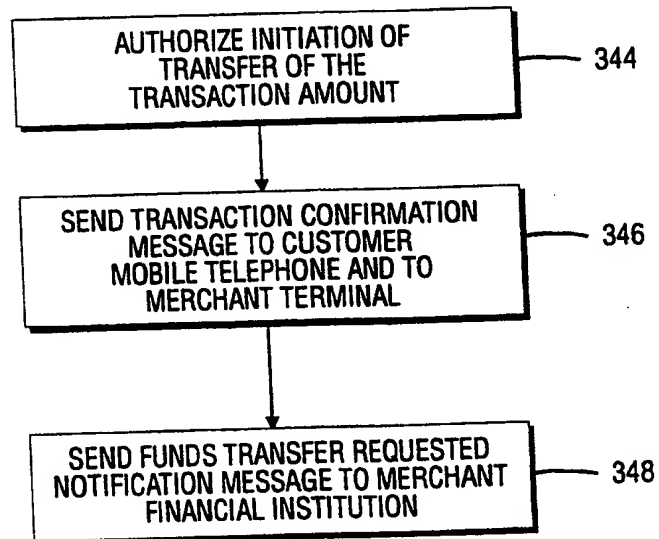 AUTHORIZE INITIATION OF
TRANSFER OF THE
TRANSACTION AMOUNT
344
SEND TRANSACTION CONFIRMATION
MESSAGE TO CUSTOMER
MOBILE TELEPHONE AND TO
MERCHANT TERMINAL
346
SEND FUNDS TRANSFER REQUESTED
NOTIFICATION MESSAGE TO MERCHANT
FINANCIAL INSTITUTION
348